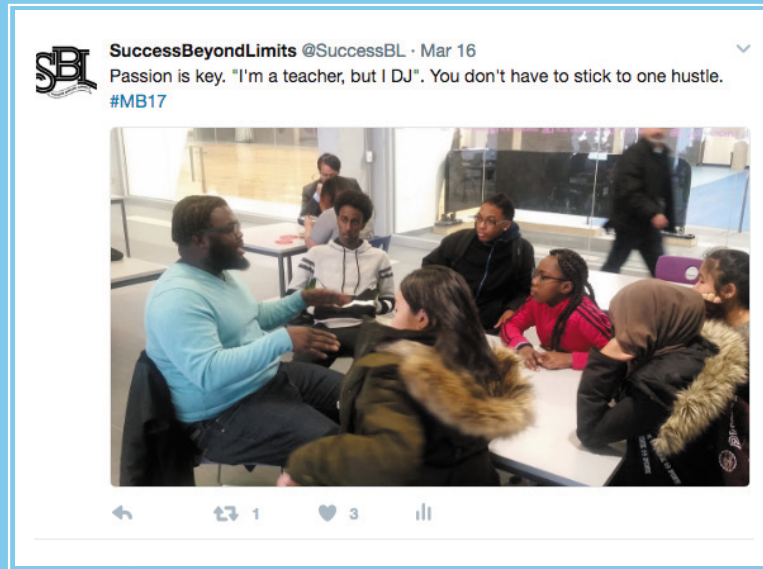 SBL
SuccessBeyondLimits @SuccessBL · Mar 16
Passion is key. "I'm a teacher, but I DJ". You don't have to stick to one hustle.
#MB17
1
3